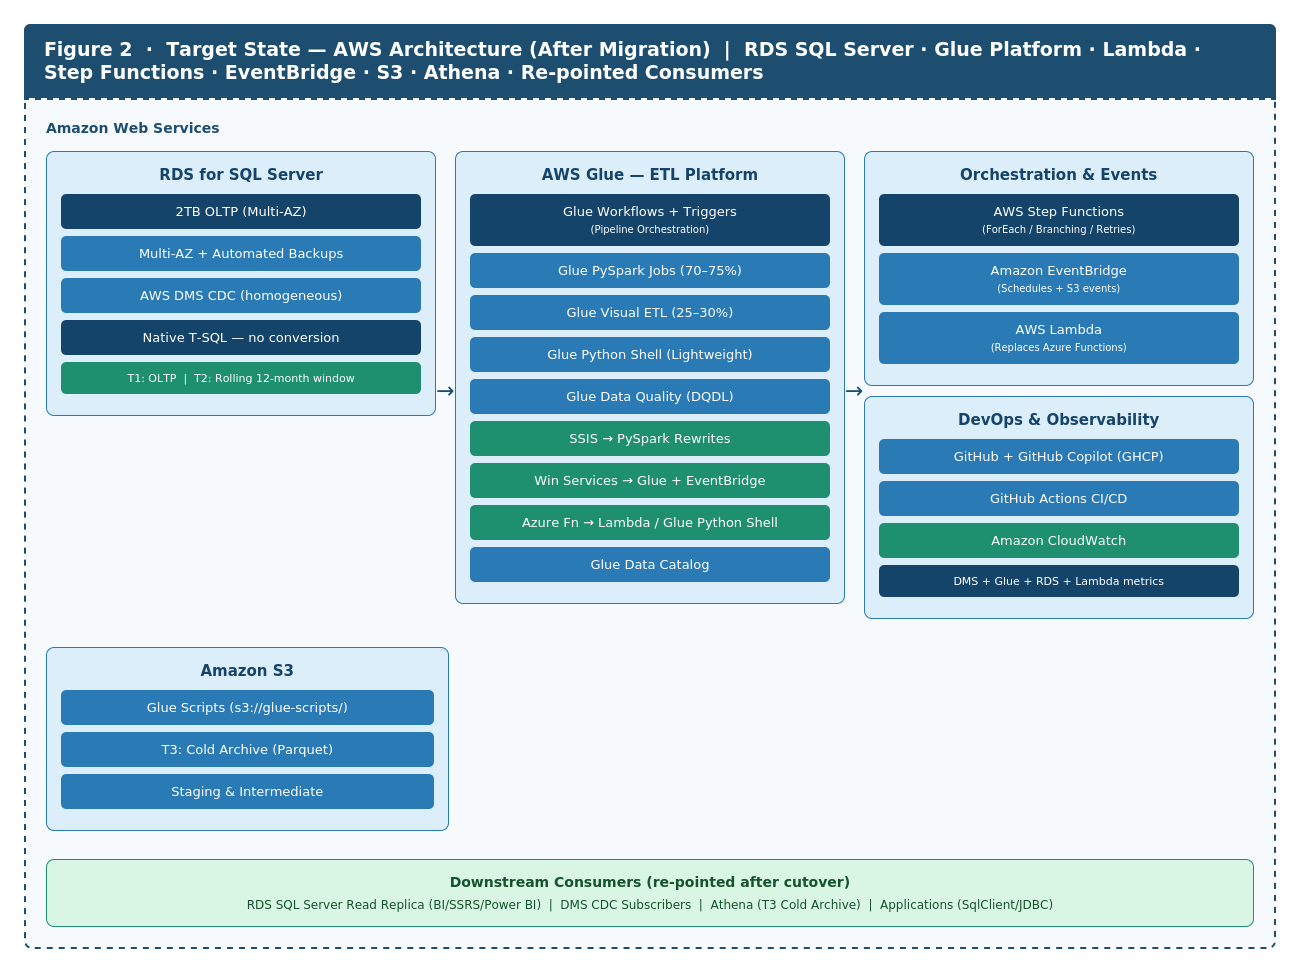 Figure 2 · Target State — AWS Architecture (After Migration) | RDS SQL Server · Glue Platform · Lambda ·
Step Functions · EventBridge · S3 · Athena · Re-pointed Consumers
Amazon Web Services
RDS for SQL Server
2TB OLTP (Multi-AZ)
Multi-AZ + Automated Backups
AWS DMS CDC (homogeneous)
Native T-SQL — no conversion
T1: OLTP | T2: Rolling 12-month window
→
AWS Glue — ETL Platform
Glue Workflows + Triggers
(Pipeline Orchestration)
Glue PySpark Jobs (70–75%)
Glue Visual ETL (25–30%)
Glue Python Shell (Lightweight)
Glue Data Quality (DQDL)
SSIS → PySpark Rewrites
Win Services → Glue + EventBridge
Azure Fn → Lambda / Glue Python Shell
Glue Data Catalog
→
Orchestration & Events
AWS Step Functions
(ForEach / Branching / Retries)
Amazon EventBridge
(Schedules + S3 events)
AWS Lambda
(Replaces Azure Functions)
DevOps & Observability
GitHub + GitHub Copilot (GHCP)
GitHub Actions CI/CD
Amazon CloudWatch
DMS + Glue + RDS + Lambda metrics
Amazon S3
Glue Scripts (s3://glue-scripts/)
T3: Cold Archive (Parquet)
Staging & Intermediate
Downstream Consumers (re-pointed after cutover)
RDS SQL Server Read Replica (BI/SSRS/Power BI) | DMS CDC Subscribers | Athena (T3 Cold Archive) | Applications (SqlClient/JDBC)